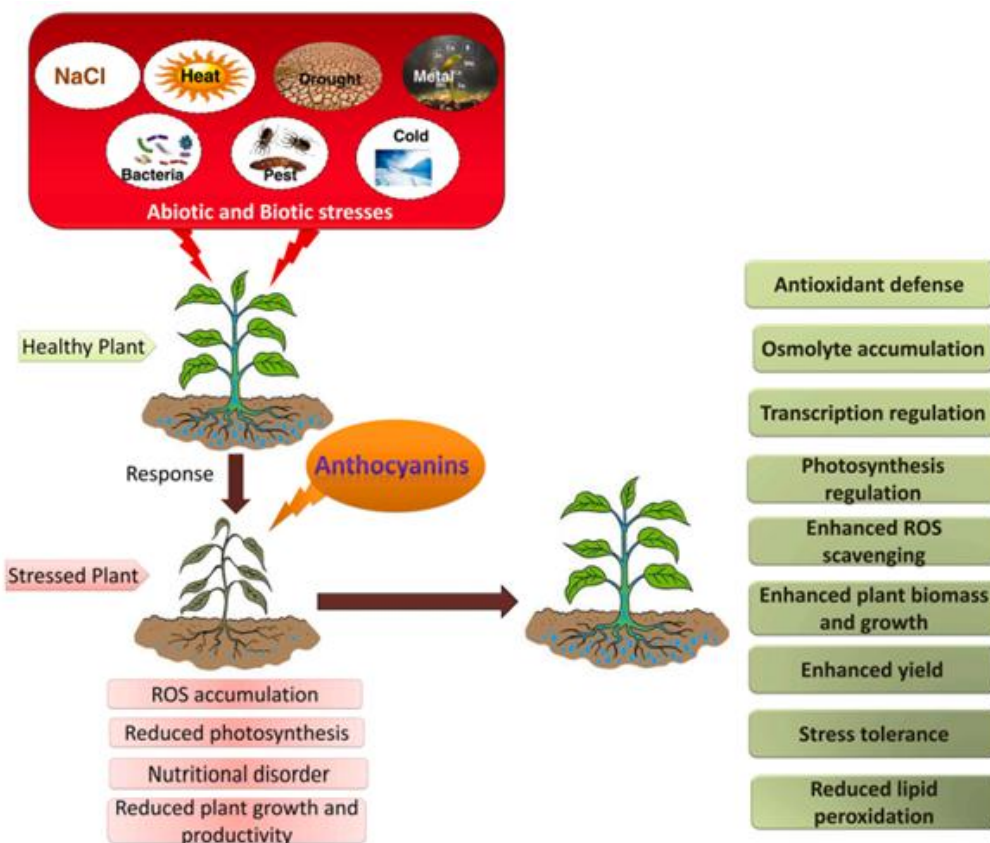 NaCl
Heat
Drought
Metal
Bacteria
Pest
Cold
Abiotic and Biotic stresses
Healthy Plant
Response
Anthocyanins
Stressed Plant
ROS accumulation
Reduced photosynthesis
Nutritional disorder
Reduced plant growth and
productivity
Antioxidant defense
Osmolyte accumulation
Transcription regulation
Photosynthesis
regulation
Enhanced ROS
scavenging
Enhanced plant biomass
and growth
Enhanced yield
Stress tolerance
Reduced lipid
peroxidation